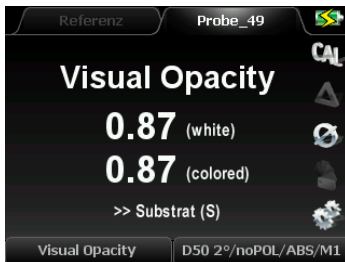 Referenz Probe_49
CAL
Visual Opacity
0.87 (white)
0.87 (colored)
>> Substrat (S)
Visual Opacity D50 2°/noPOL/ABS/M1